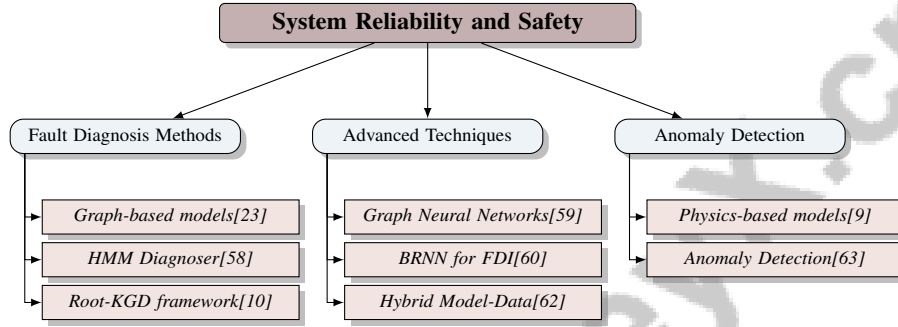 System Reliability and Safety
Fault Diagnosis Methods
Graph-based models[23]
HMM Diagnoser[58]
Root-KGD framework[10]
Advanced Techniques
Graph Neural Networks[59]
BRNN for FDI[60]
Hybrid Model-Data[62]
Anomaly Detection
Physics-based models[9]
Anomaly Detection[63]